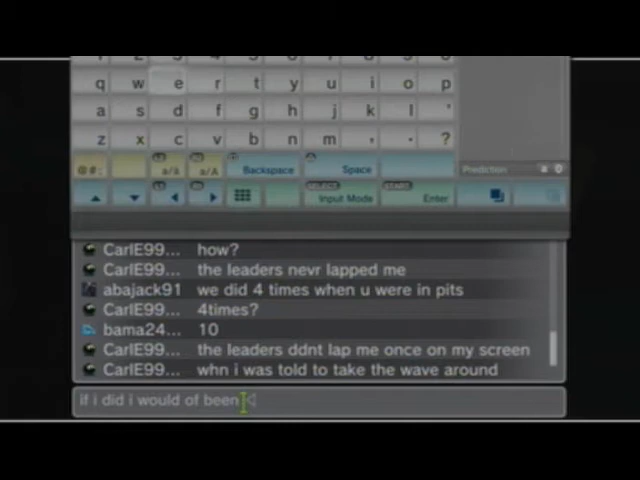 q w e r t y u i o p
a s d f g h j k l '
z x c v b n m , . ?
@#: a/à a/A Backspace Space
Prediction
SELECT START
Input Mode Enter
CarlE99... how?
CarlE99... the leaders nevr lapped me
abajack91 we did 4 times when u were in pits
CarlE99... 4times?
bama24... 10
CarlE99... the leaders ddnt lap me once on my screen
CarlE99... whn i was told to take the wave around
if i did i would of been